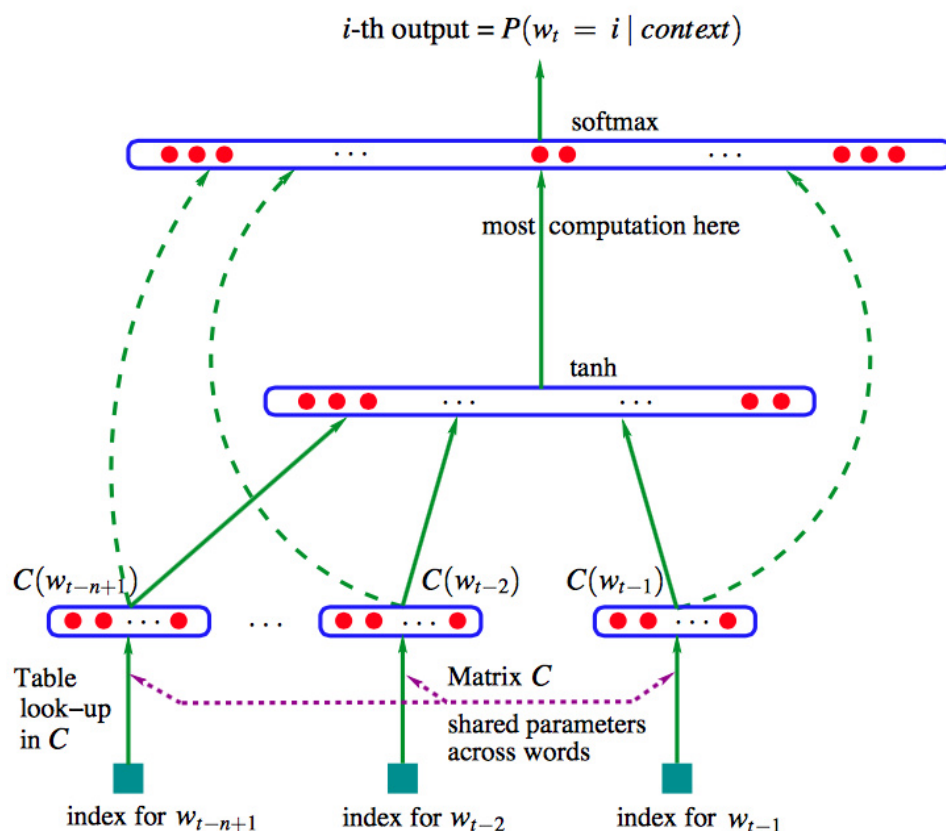 i-th output = P(w_t = i | context)
softmax
... ...
most computation here
tanh
... ...
C(w_{t−n+1}) C(w_{t−2}) C(w_{t−1})
... ... ... ...
Table
look−up
in C
Matrix C
shared parameters
across words
index for w_{t−n+1} index for w_{t−2} index for w_{t−1}